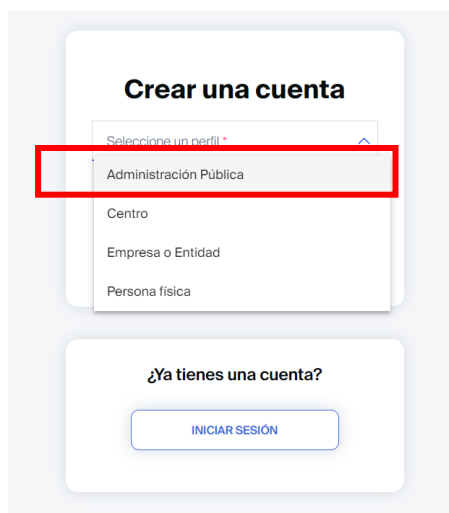 Crear una cuenta
Seleccione un perfil *
Administración Pública
Centro
Empresa o Entidad
Persona física
¿Ya tienes una cuenta?
INICIAR SESIÓN